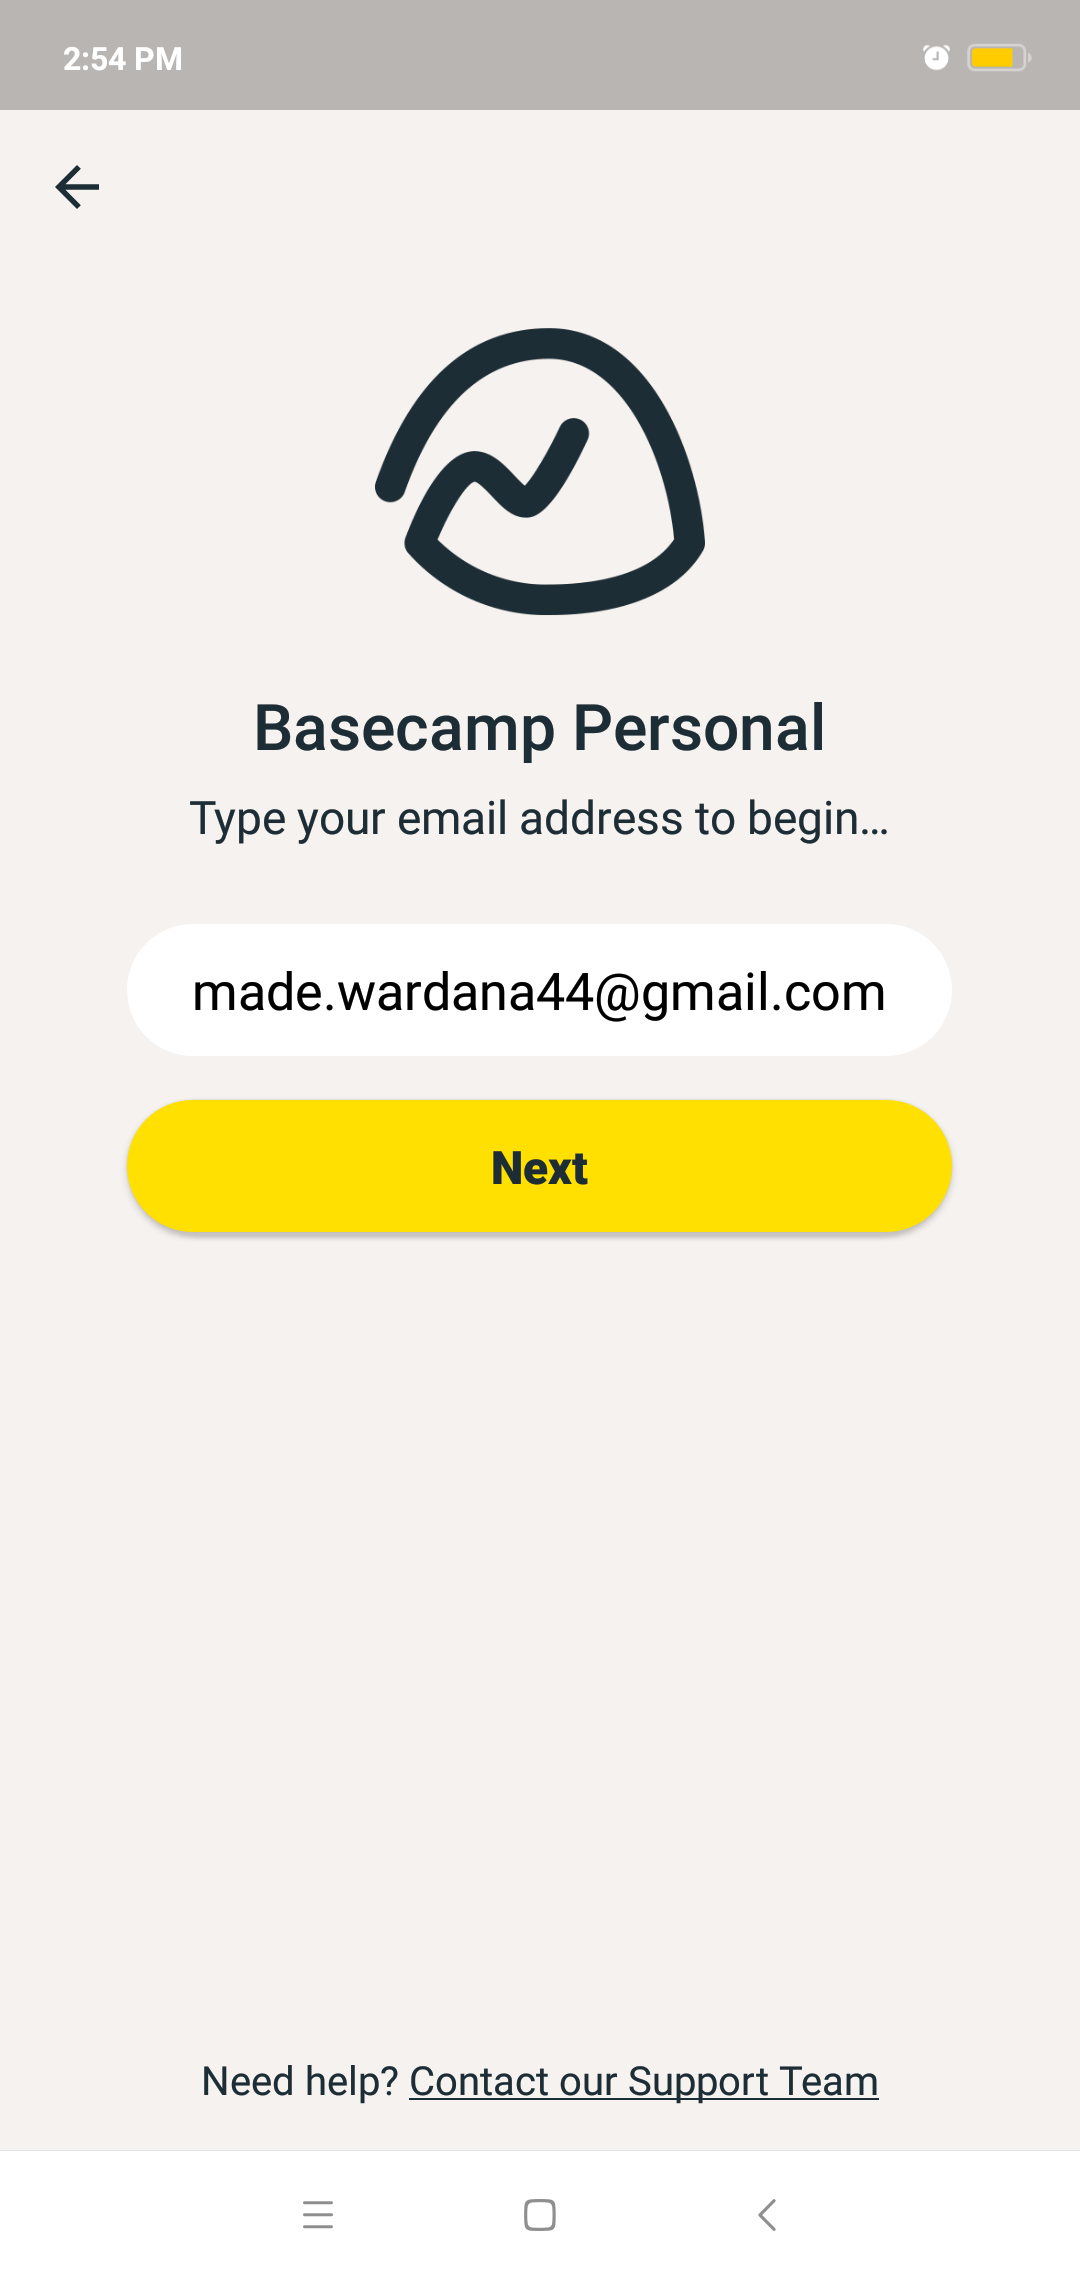 2:54 PM
Basecamp Personal
Type your email address to begin...
made.wardana44@gmail.com
Next
Need help? Contact our Support Team